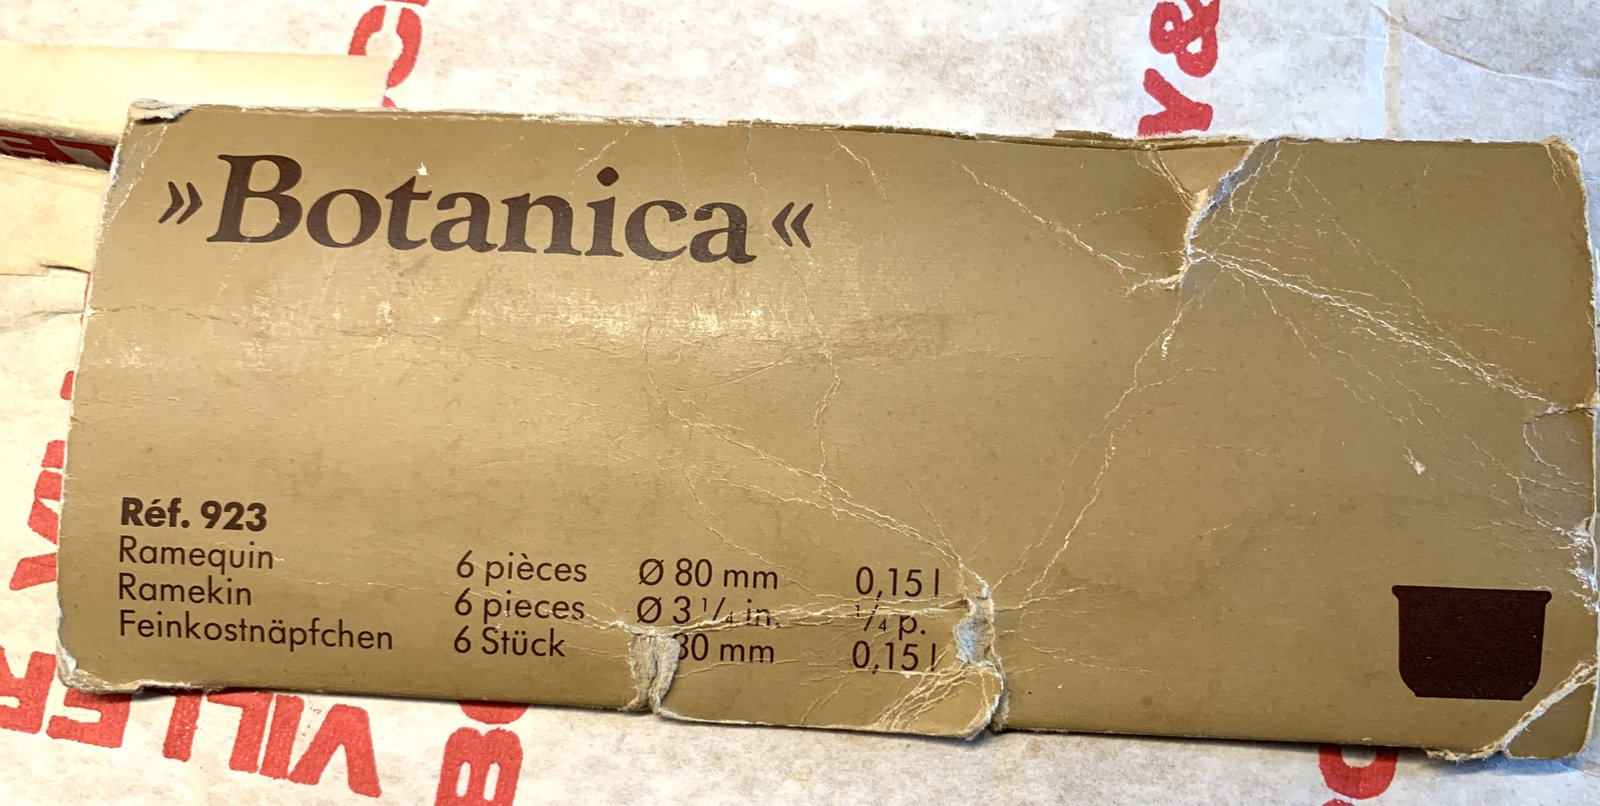 »Botanica«
Réf. 923
Ramequin 6 pièces Ø 80 mm 0,15 l
Ramekin 6 pieces Ø 3 1/4 in. 1/4 p.
Feinkostnäpfchen 6 Stück 80 mm 0,15 l
V&
VILLER